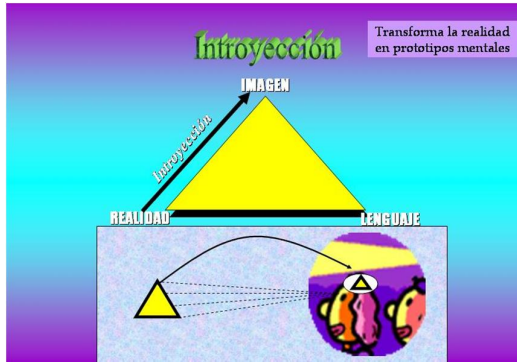 Introyección
Transforma la realidad
en prototipos mentales
IMAGEN
Introyección
REALIDAD
LENGUAJE